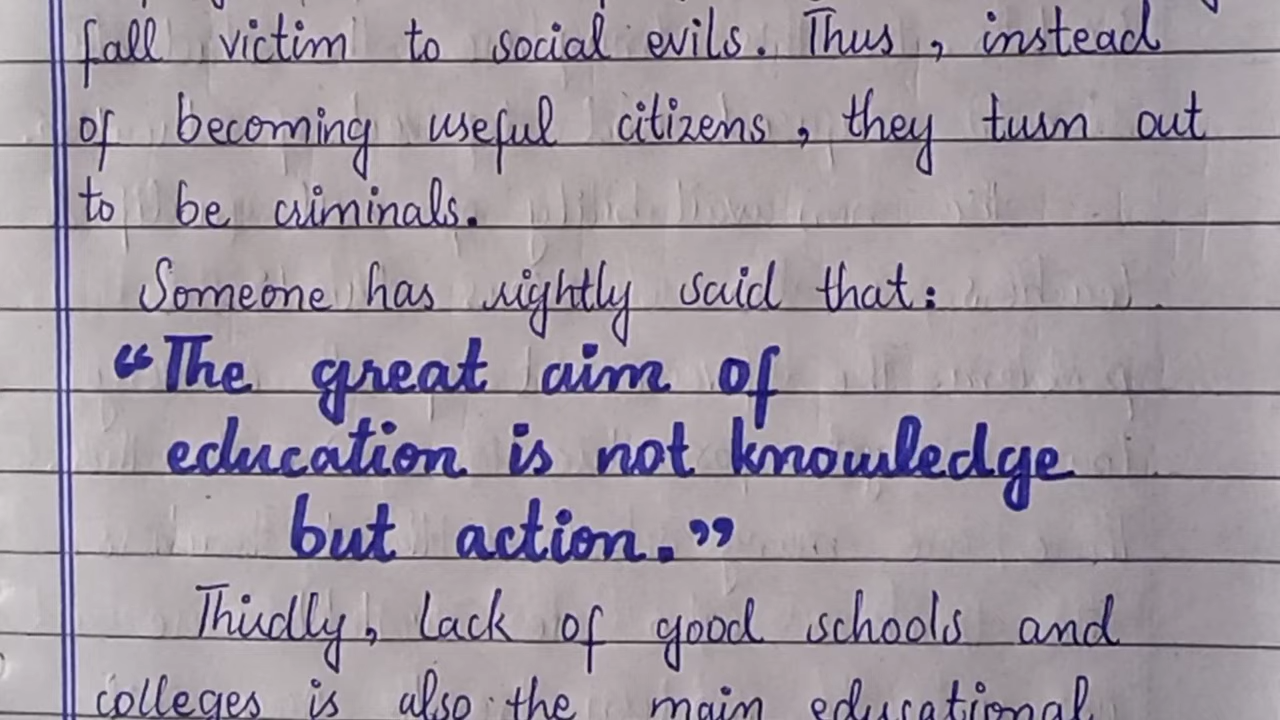 fall victim to social evils. Thus, instead
of becoming useful citizens, they turn out
to be criminals.
Someone has rightly said that:
“The great aim of
education is not knowledge
but action.”
Thirdly, lack of good schools and
colleges is also the main educational